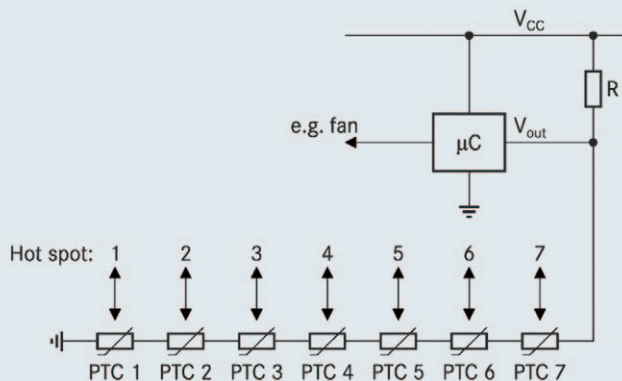 V_CC
R
e.g. fan
µC
V_out
Hot spot: 1 2 3 4 5 6 7
PTC 1 PTC 2 PTC 3 PTC 4 PTC 5 PTC 6 PTC 7